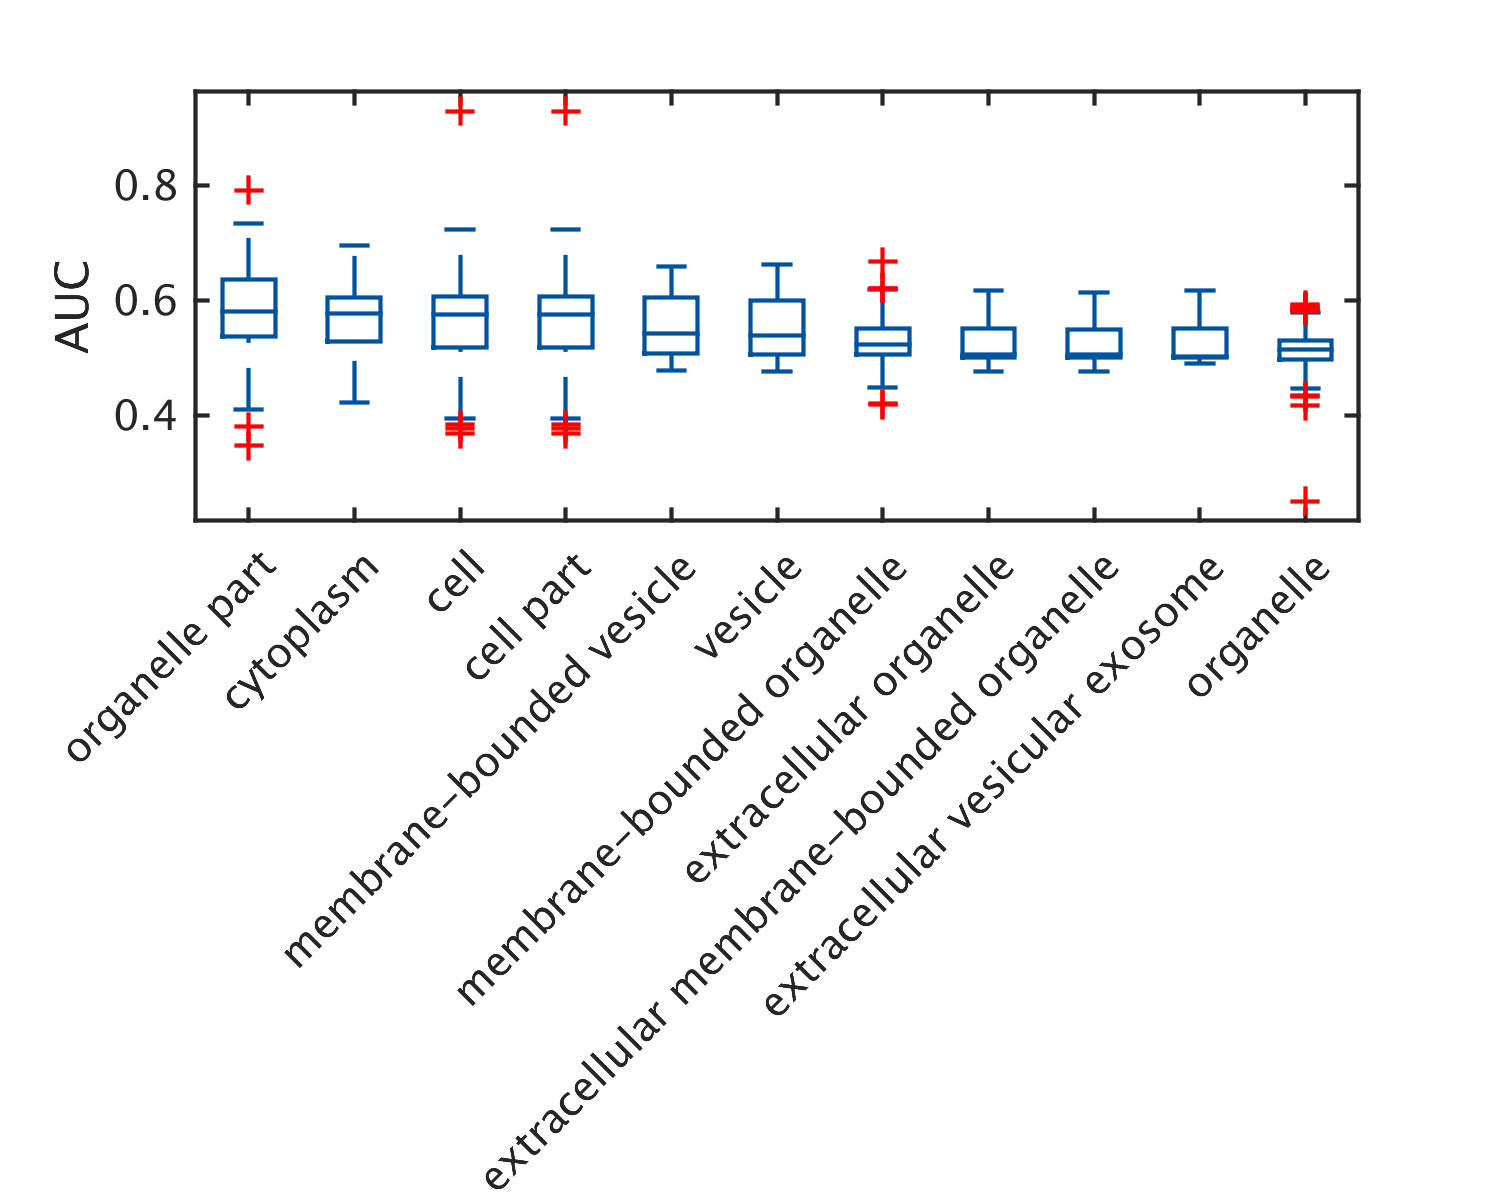 AUC
0.8
0.6
0.4
organelle part
cytoplasm
cell
cell part
membrane−bounded vesicle
vesicle
membrane−bounded organelle
extracellular organelle
extracellular membrane−bounded organelle
extracellular vesicular exosome
organelle